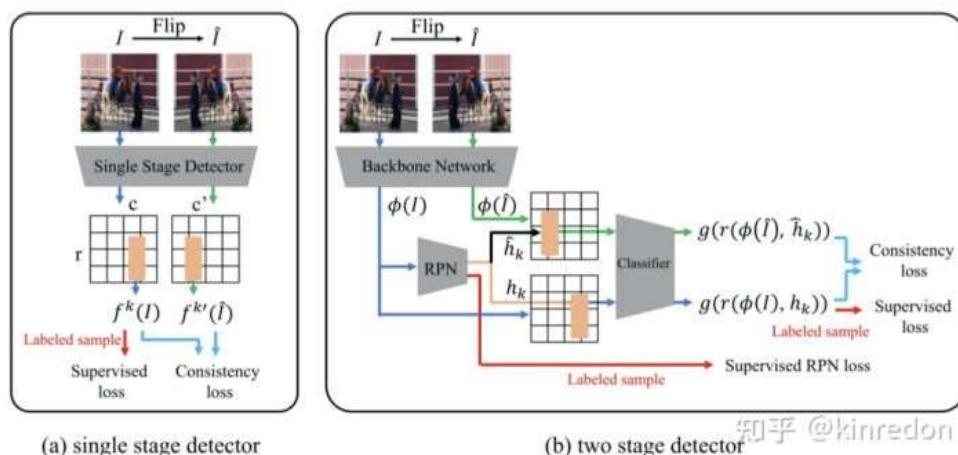 Flip
I Î
Single Stage Detector
c c'
r
f^k(I) f^k′(Î)
Labeled sample
Supervised loss
Consistency loss
(a) single stage detector
Flip
I Î
Backbone Network
ϕ(I) ϕ(Î)
RPN
ĥ_k
h_k
Classifier
g(r(ϕ(Î), ĥ_k))
g(r(ϕ(I), h_k))
Consistency loss
Labeled sample
Supervised loss
Labeled sample
Supervised RPN loss
(b) two stage detector
知乎 @kinredon